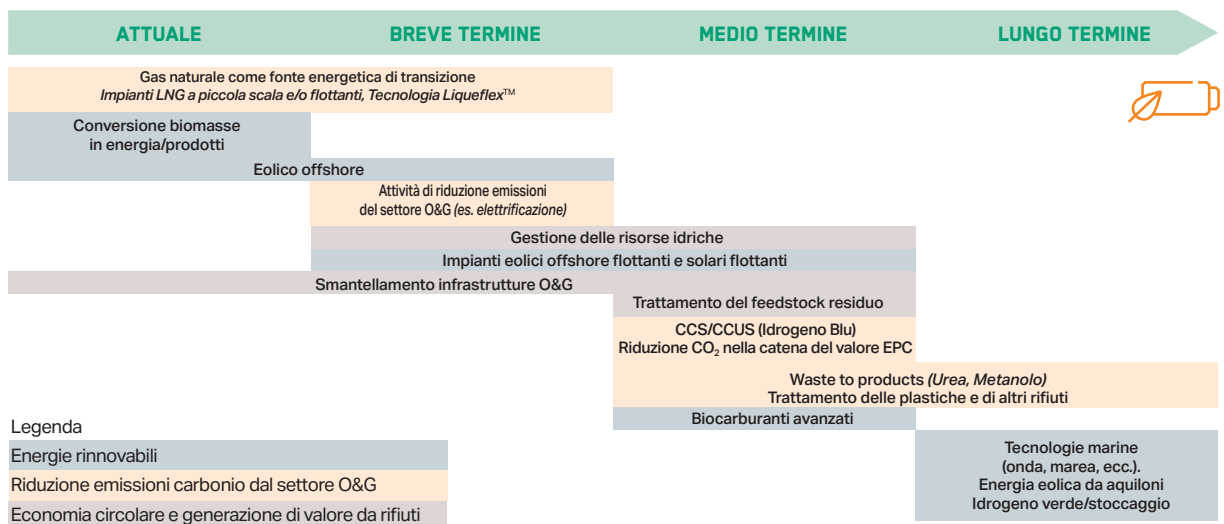 ATTUALE
BREVE TERMINE
MEDIO TERMINE
LUNGO TERMINE
Gas naturale come fonte energetica di transizione
Impianti LNG a piccola scala e/o flottanti, Tecnologia Liqueflex™
Conversione biomasse
in energia/prodotti
Eolico offshore
Attività di riduzione emissioni
del settore O&G (es. elettrificazione)
Gestione delle risorse idriche
Impianti eolici offshore flottanti e solari flottanti
Smantellamento infrastrutture O&G
Trattamento del feedstock residuo
CCS/CCUS (Idrogeno Blu)
Riduzione CO₂ nella catena del valore EPC
Waste to products (Urea, Metanolo)
Trattamento delle plastiche e di altri rifiuti
Biocarburanti avanzati
Tecnologie marine
(onda, marea, ecc.).
Energia eolica da aquiloni
Idrogeno verde/stoccaggio
Legenda
Energie rinnovabili
Riduzione emissioni carbonio dal settore O&G
Economia circolare e generazione di valore da rifiuti